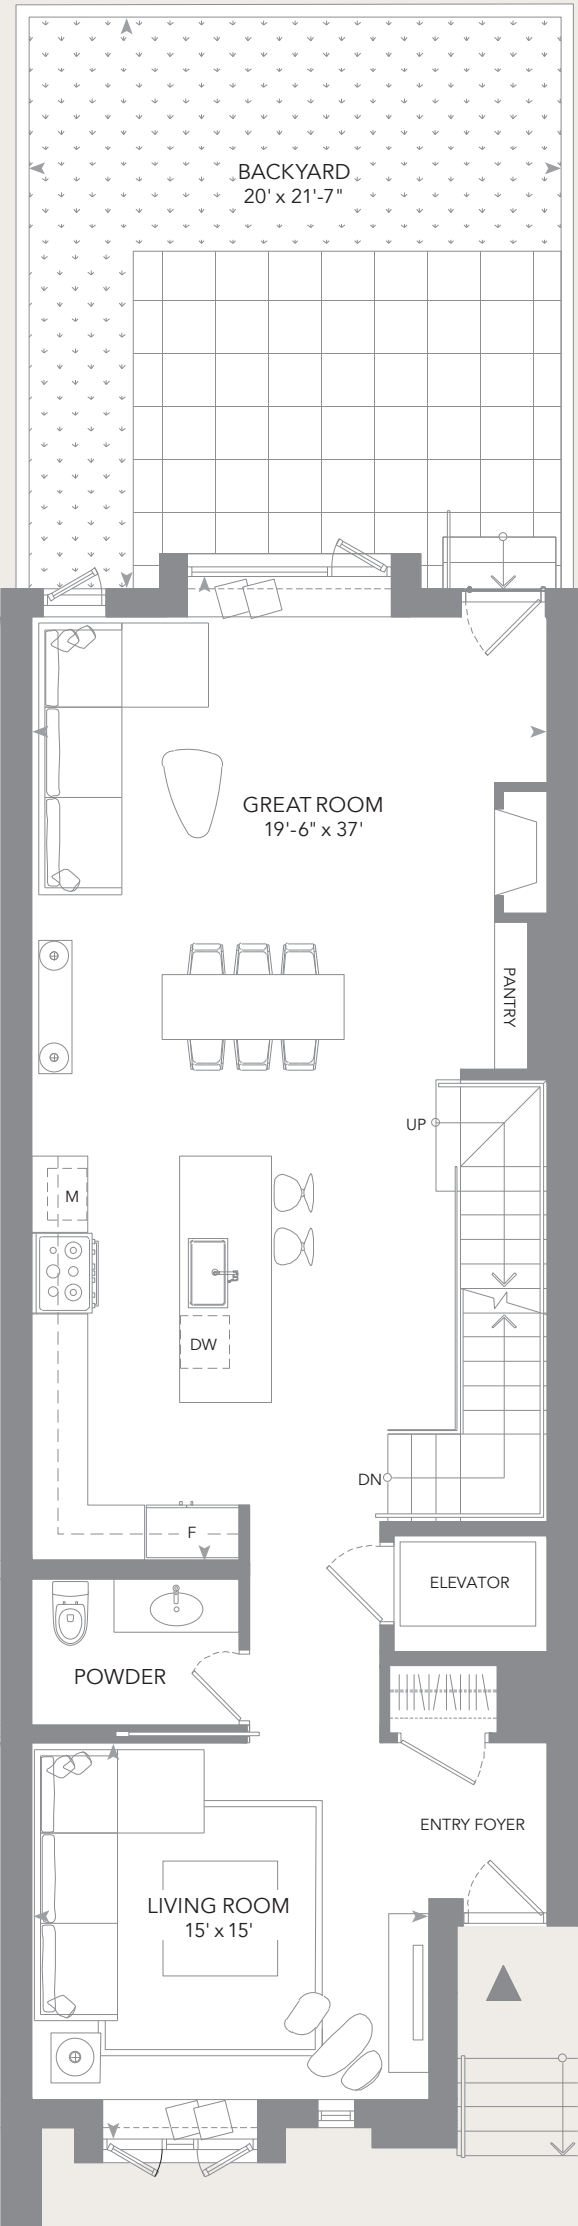 BACKYARD
20' x 21'-7"
GREAT ROOM
19'-6" x 37'
PANTRY
UP
M
DW
DN
F
ELEVATOR
POWDER
ENTRY FOYER
LIVING ROOM
15' x 15'